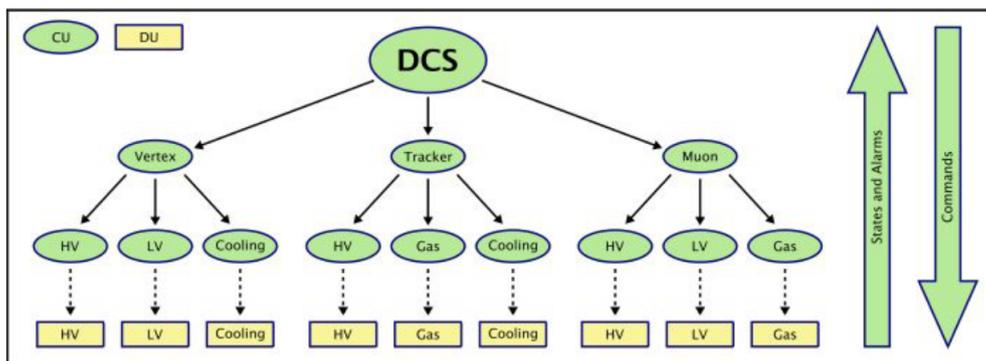 CU DU
DCS
Vertex Tracker Muon
HV LV Cooling HV Gas Cooling HV LV Gas
HV LV Cooling HV Gas Cooling HV LV Gas
States and Alarms
Commands